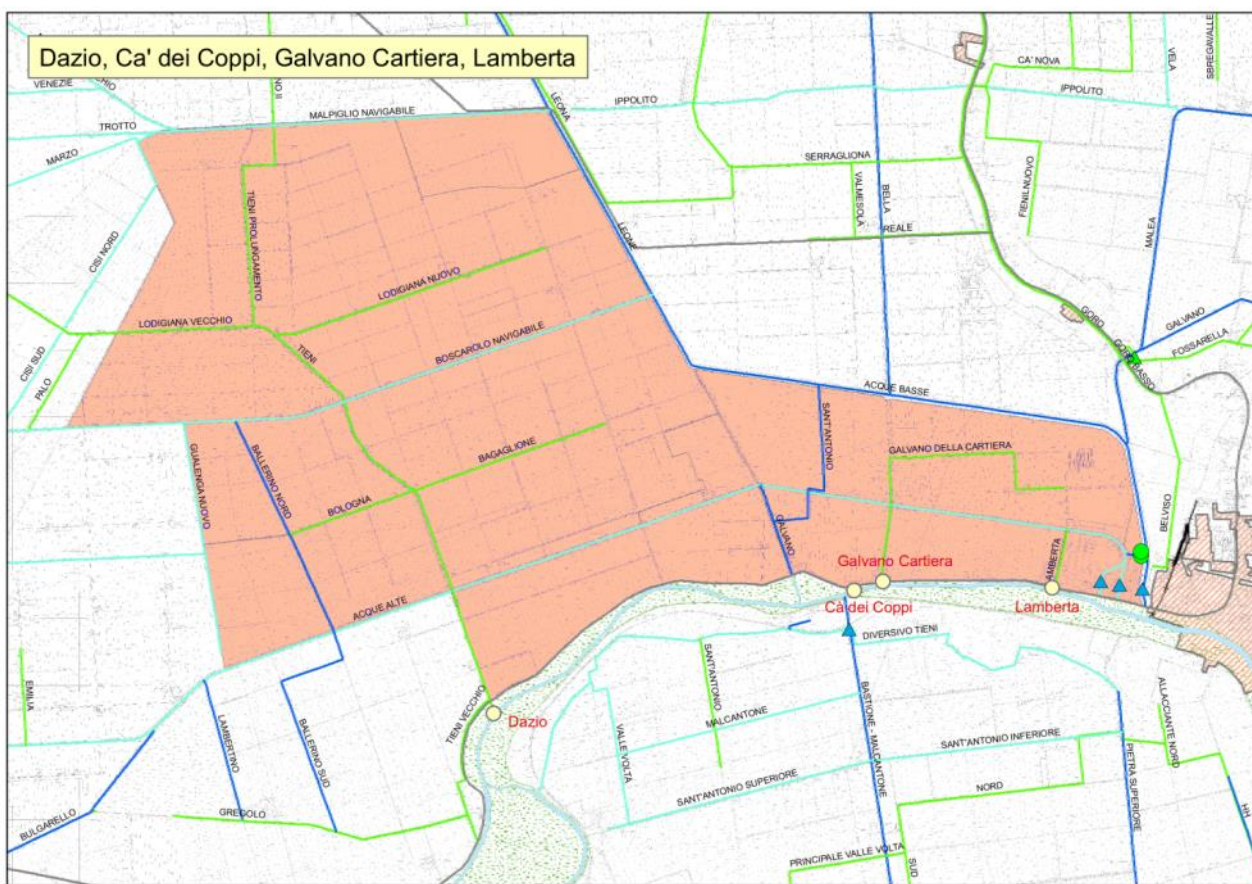 Dazio, Ca' dei Coppi, Galvano Cartiera, Lamberta
VENEZIE
TROTTO
MARZO
MALPIGLIO NAVIGABILE
LEONA
IPPOLITO
CA' NOVA
IPPOLITO
VELA
SBREGAVALLE
SERRAGLIONA
VALMESOLA
BELLA
REALE
FIENILNUOVO
MALEA
CISI NORD
TIENI PROLUNGAMENTO
LODIGIANA NUOVO
LEONE
LODIGIANA VECCHIO
TIENI
BOSCAROLO NAVIGABILE
CISI SUD
PALO
GORO
GORO BASSO
GALVANO
FOSSARELLA
ACQUE BASSE
SANT'ANTONIO
GUALENGA NUOVO
BALLERINO NORD
BAGAGLIONE
BOLOGNA
GALVANO DELLA CARTIERA
BELVISO
GALVANO
ACQUE ALTE
Galvano Cartiera
Cà dei Coppi
Lamberta
AMBERTA
DIVERSIVO TIENI
EMILIA
LAMBERTINO
BALLERINO SUD
TIENI VECCHIO
Dazio
VALLE VOLTA
SANT'ANTONIO
MALCANTONE
BASTIONE - MALCANTONE
SANT'ANTONIO INFERIORE
SANT'ANTONIO SUPERIORE
PIETRA SUPERIORE
ALLACCIANTE NORD
NORD
BULGARELLO
GREGOLO
PRINCIPALE VALLE VOLTA
SUD
HH